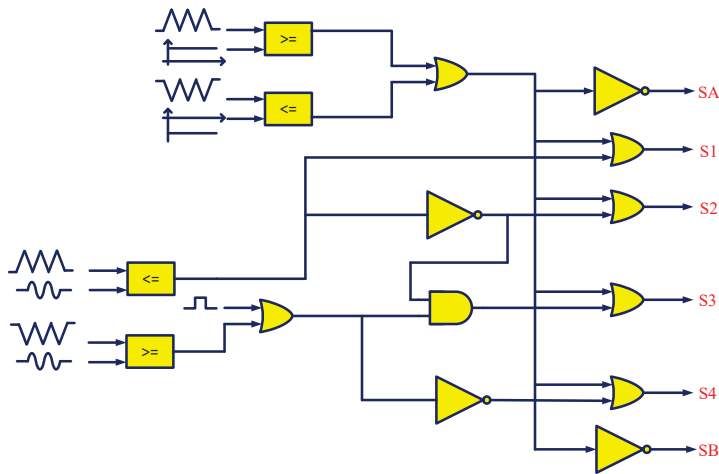 >=
<=
SA
S1
S2
<=
S3
>=
S4
SB